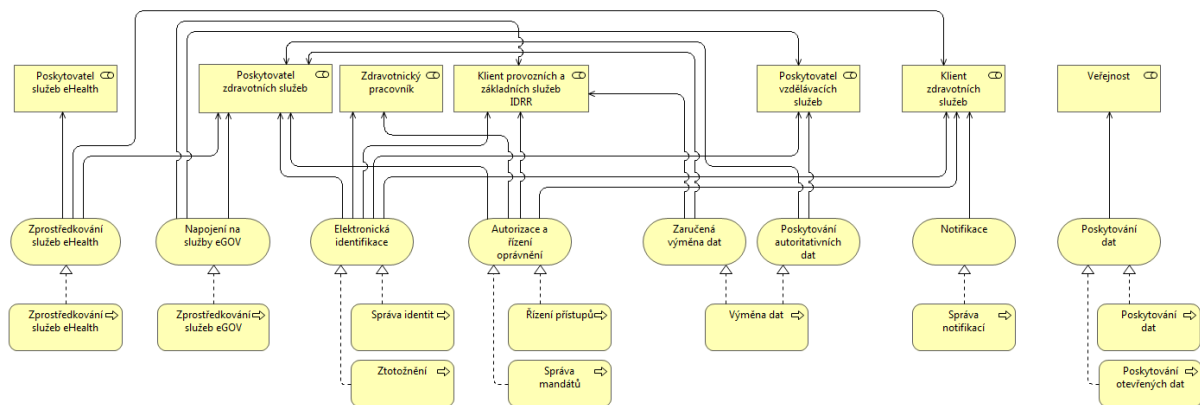 Poskytovatel
služeb eHealth
Poskytovatel
zdravotních služeb
Zdravotnický
pracovník
Klient provozních a
základních služeb
IDRR
Poskytovatel
vzdělávacích
služeb
Klient
zdravotních
služeb
Veřejnost
Zprostředkování
služeb eHealth
Napojení na
služby eGOV
Elektronická
identifikace
Autorizace a
řízení
oprávnění
Zaručená
výměna dat
Poskytování
autoritativních
dat
Notifikace
Poskytování
dat
Zprostředkování
služeb eHealth
Zprostředkování
služeb eGOV
Správa identit
Řízení přístupů
Výměna dat
Správa
notifikací
Poskytování
dat
Ztotožnění
Správa
mandátů
Poskytování
otevřených dat